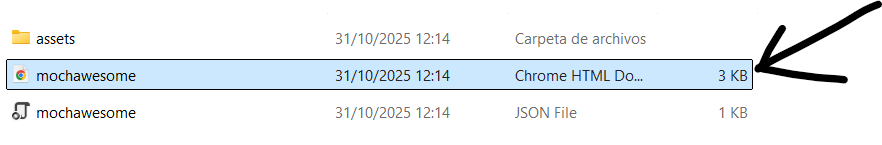 assets 31/10/2025 12:14 Carpeta de archivos
mochawesome 31/10/2025 12:14 Chrome HTML Do... 3 KB
mochawesome 31/10/2025 12:14 JSON File 1 KB